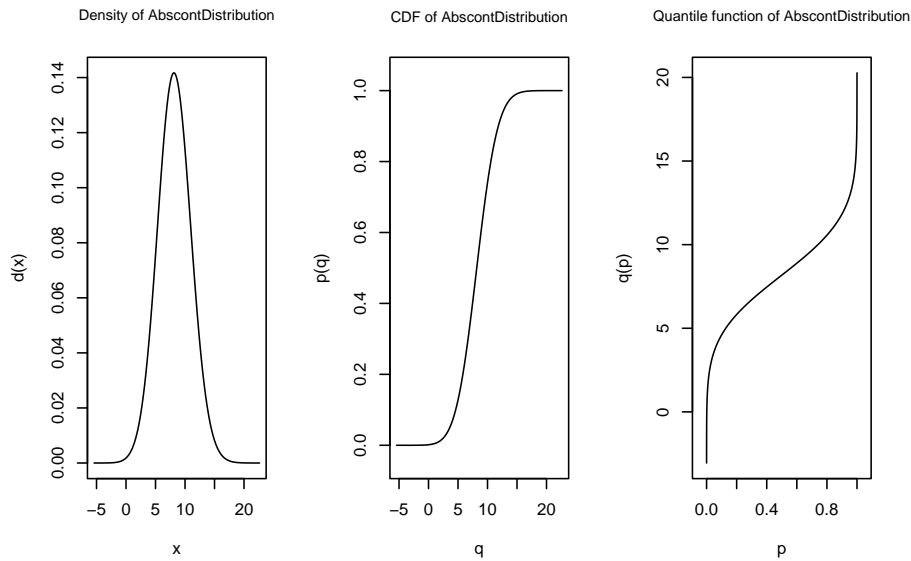 Density of AbscontDistribution
CDF of AbscontDistribution
Quantile function of AbscontDistribution
d(x)
0.00
0.02
0.04
0.06
0.08
0.10
0.12
0.14
−5 0 5 10 20
x
p(q)
0.0
0.2
0.4
0.6
0.8
1.0
−5 0 5 10 20
q
q(p)
0
5
10
15
20
0.0 0.4 0.8
p